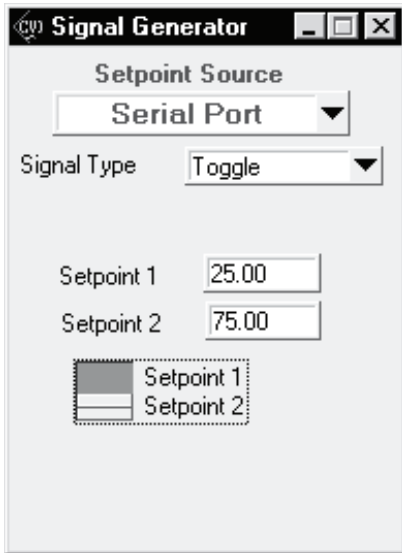 CVI Signal Generator
Setpoint Source
Serial Port
Signal Type Toggle
Setpoint 1 25.00
Setpoint 2 75.00
Setpoint 1
Setpoint 2